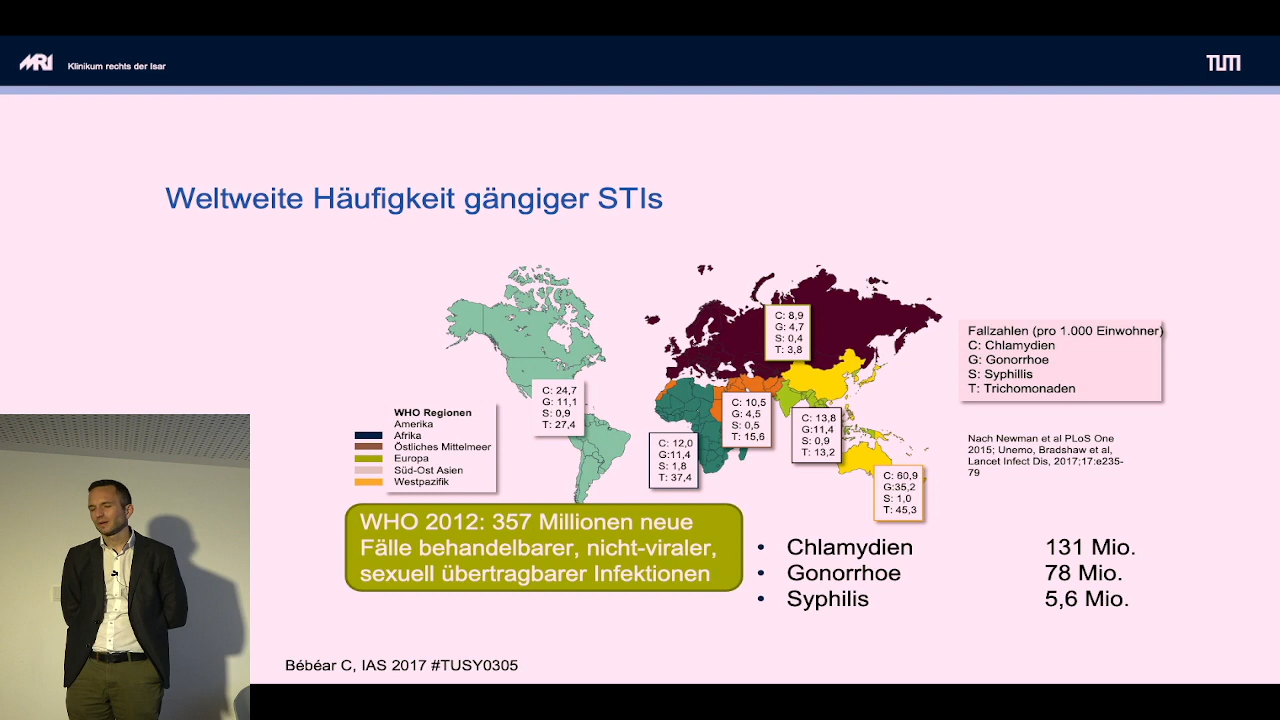 MRI
Klinikum rechts der Isar
TUM
Weltweite Häufigkeit gängiger STIs
C: 8,9
G: 4,7
S: 0,4
T: 3,8
Fallzahlen (pro 1.000 Einwohner)
C: Chlamydien
G: Gonorrhoe
S: Syphillis
T: Trichomonaden
C: 24,7
G: 11,1
S: 0,9
T: 27,4
C: 10,5
G: 4,5
S: 0,5
T: 15,6
C: 13,8
G:11,4
S: 0,9
T: 13,2
WHO Regionen
Amerika
Afrika
Östliches Mittelmeer
Europa
Süd-Ost Asien
Westpazifik
C: 12,0
G:11,4
S: 1,8
T: 37,4
Nach Newman et al PLoS One
2015; Unemo, Bradshaw et al,
Lancet Infect Dis, 2017;17:e235-
79
C: 60,9
G:35,2
S: 1,0
T: 45,3
WHO 2012: 357 Millionen neue
Fälle behandelbarer, nicht-viraler,
sexuell übertragbarer Infektionen
• Chlamydien 131 Mio.
• Gonorrhoe 78 Mio.
• Syphilis 5,6 Mio.
Bébéar C, IAS 2017 #TUSY0305